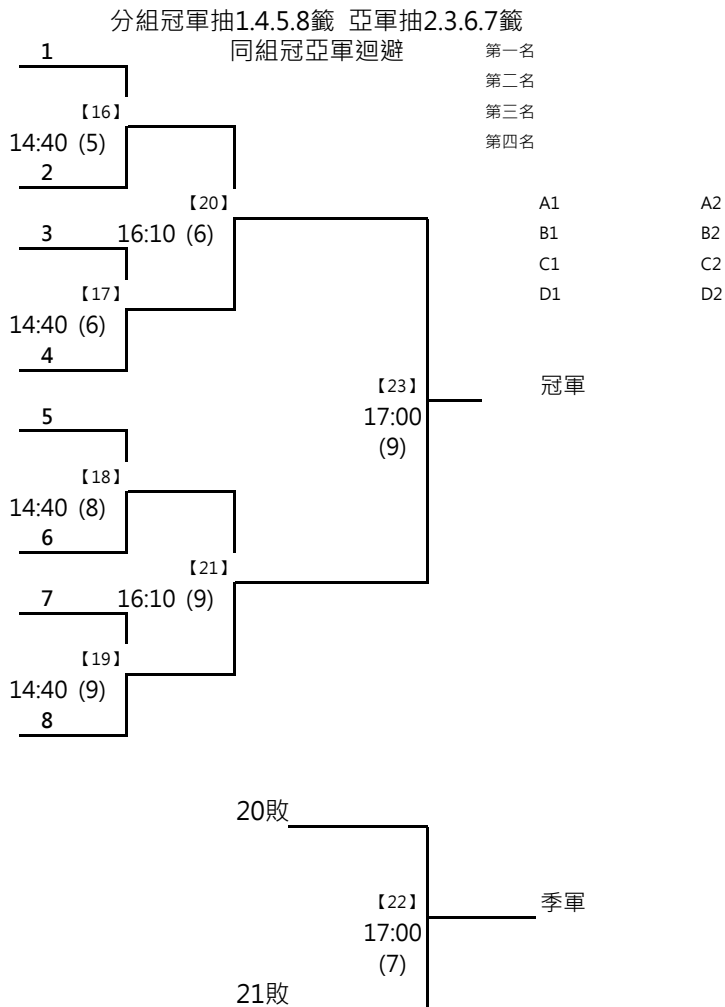 分組冠軍抽1.4.5.8籤 亞軍抽2.3.6.7籤
同組冠亞軍迴避
第一名
第二名
第三名
第四名
1
【16】
14:40 (5)
2
【20】
16:10 (6)
3
【17】
14:40 (6)
4
A1 A2
B1 B2
C1 C2
D1 D2
【23】
17:00
(9)
冠軍
5
【18】
14:40 (8)
6
【21】
16:10 (9)
7
【19】
14:40 (9)
8
20敗
【22】
17:00
(7)
季軍
21敗